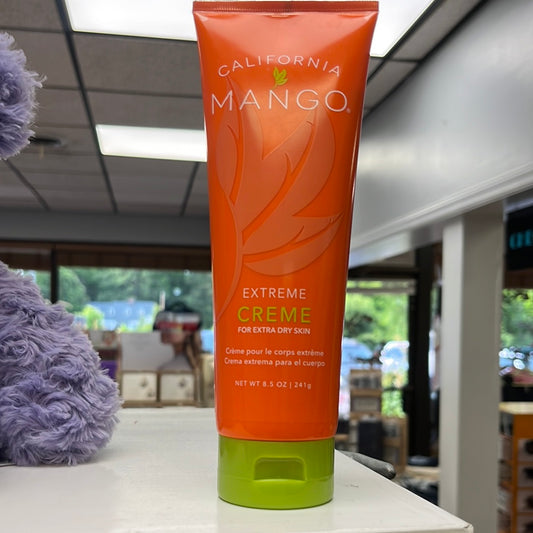 CALIFORNIA
MANGO
EXTREME
CREME
FOR EXTRA DRY SKIN
Crème pour le corps extrème
Crema extrema para el cuerpo
NET WT 8.5 OZ | 241g